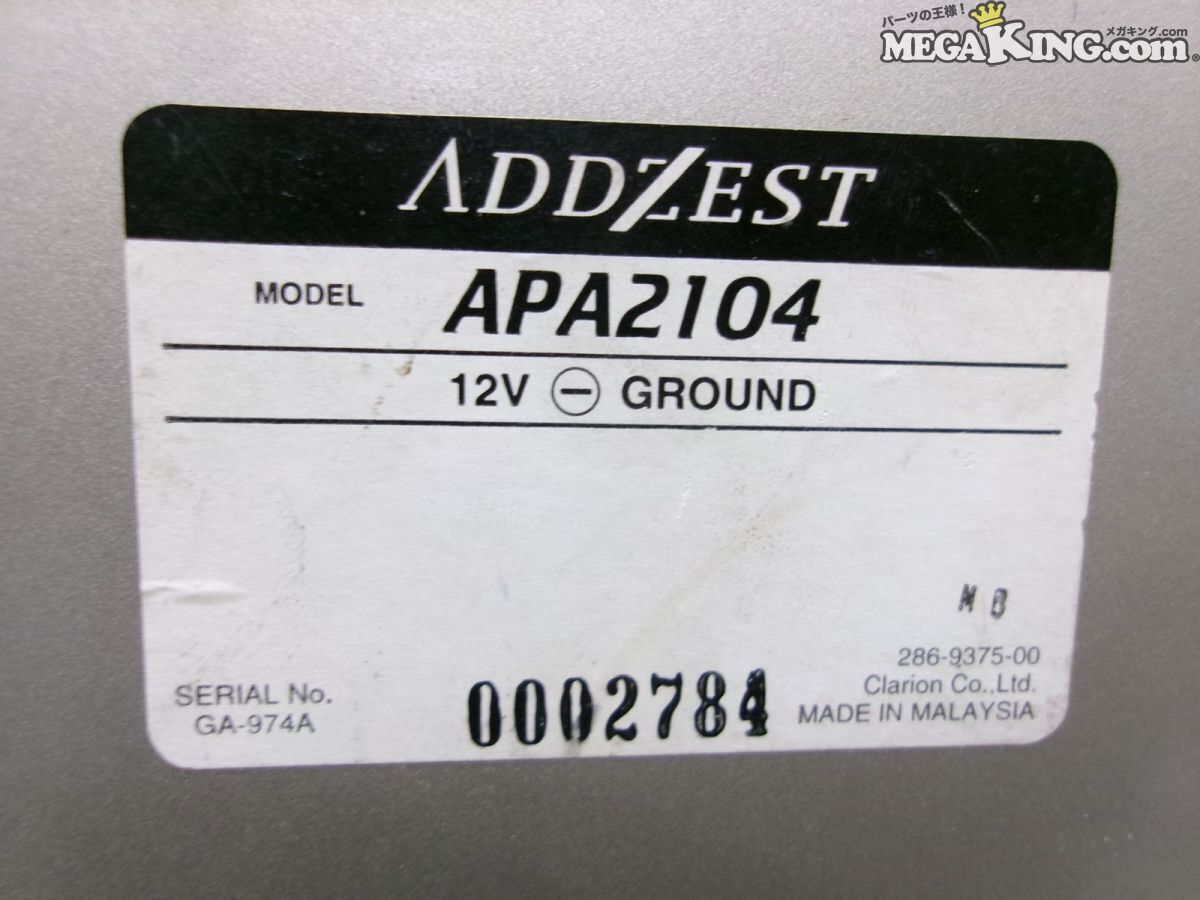 パーツの王様！
メガキング.com
MEGAKING.com®
ADDZEST
MODEL APA2104
12V ⊖ GROUND
N 8
286-9375-00
Clarion Co.,Ltd.
MADE IN MALAYSIA
SERIAL No.
GA-974A
0002784